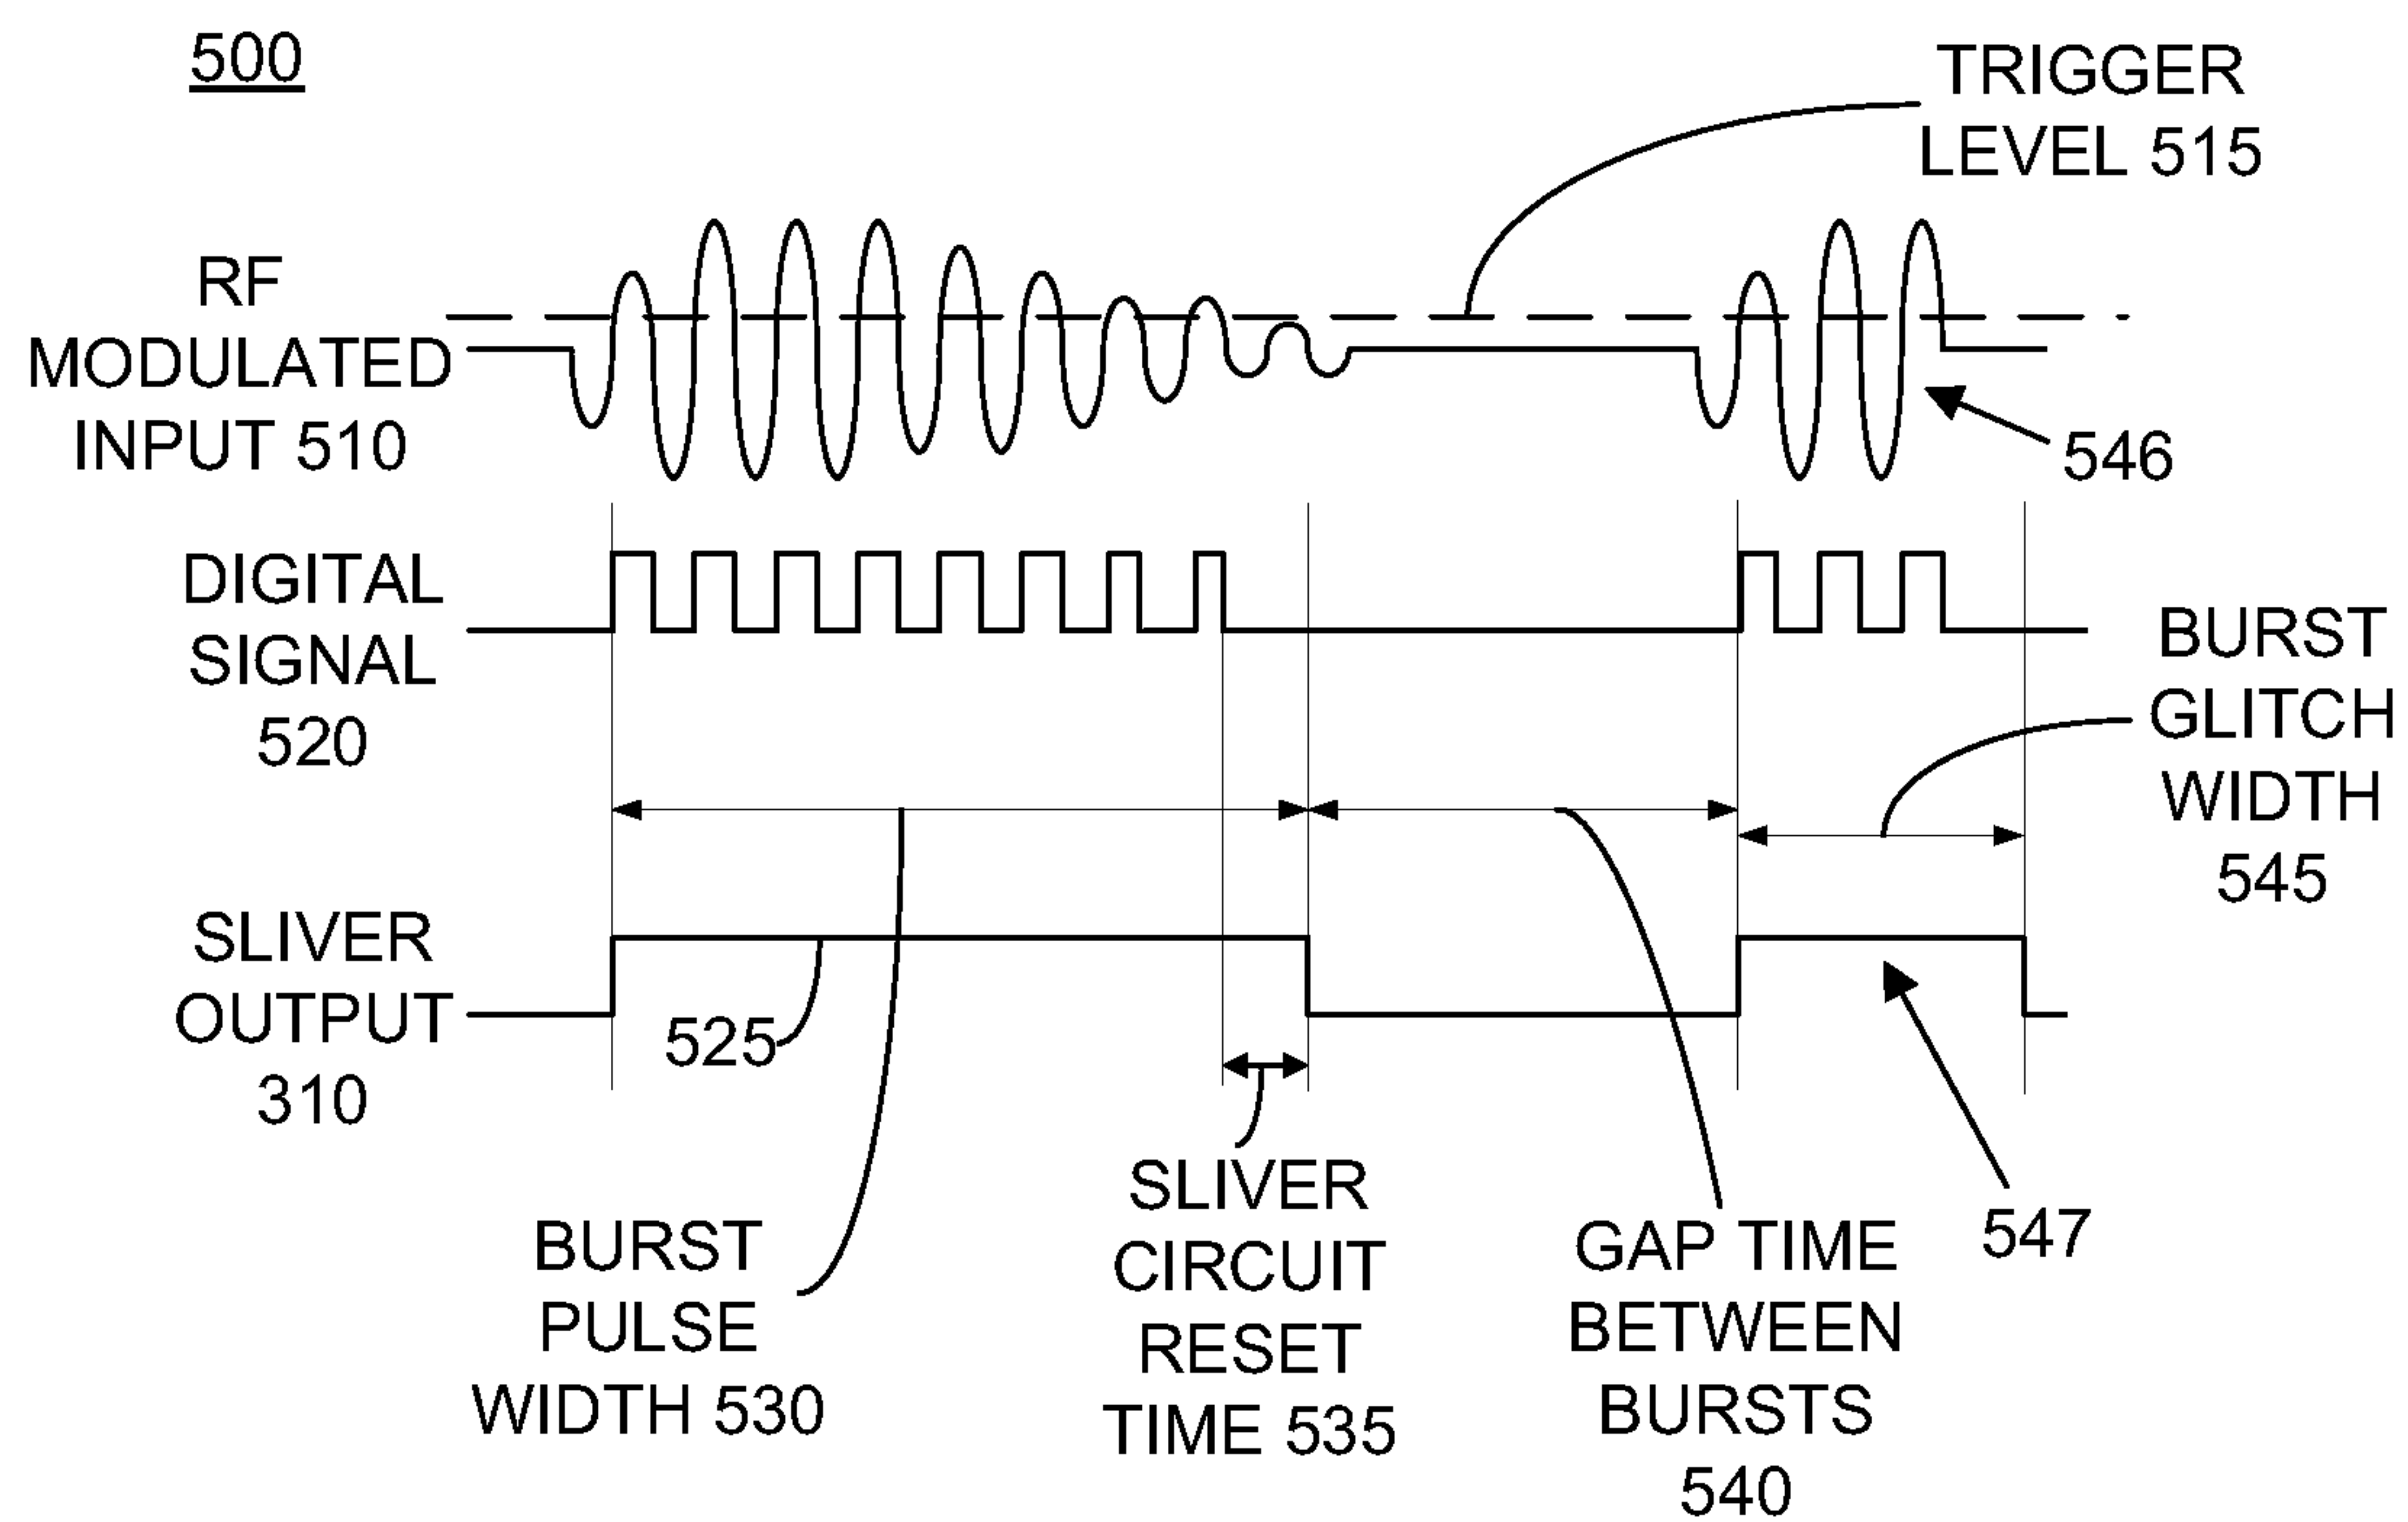 500
TRIGGER
LEVEL 515
RF
MODULATED
INPUT 510
546
DIGITAL
SIGNAL
520
BURST
GLITCH
WIDTH
545
SLIVER
OUTPUT
310
525
BURST
PULSE
WIDTH 530
SLIVER
CIRCUIT
RESET
TIME 535
GAP TIME
BETWEEN
BURSTS
540
547